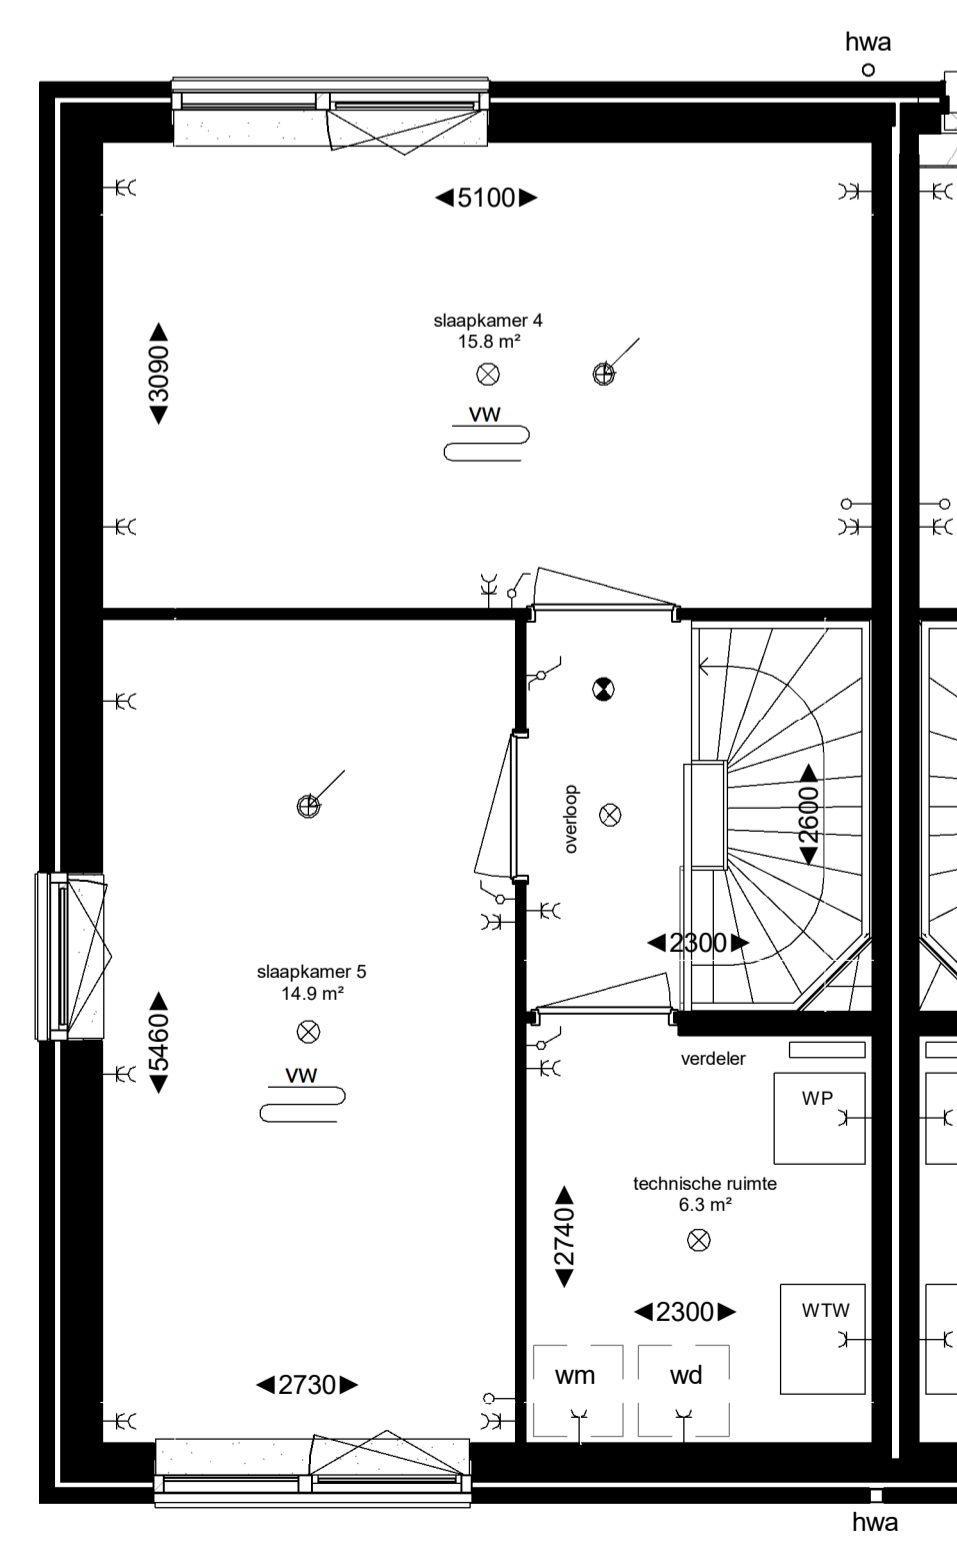 hwa
5100
slaapkamer 4
15.8 m²
3090
VW
overloop
2600
2300
slaapkamer 5
14.9 m²
5460
VW
verdeler
WP
technische ruimte
6.3 m²
2740
2300
WTW
wm
wd
2730
hwa